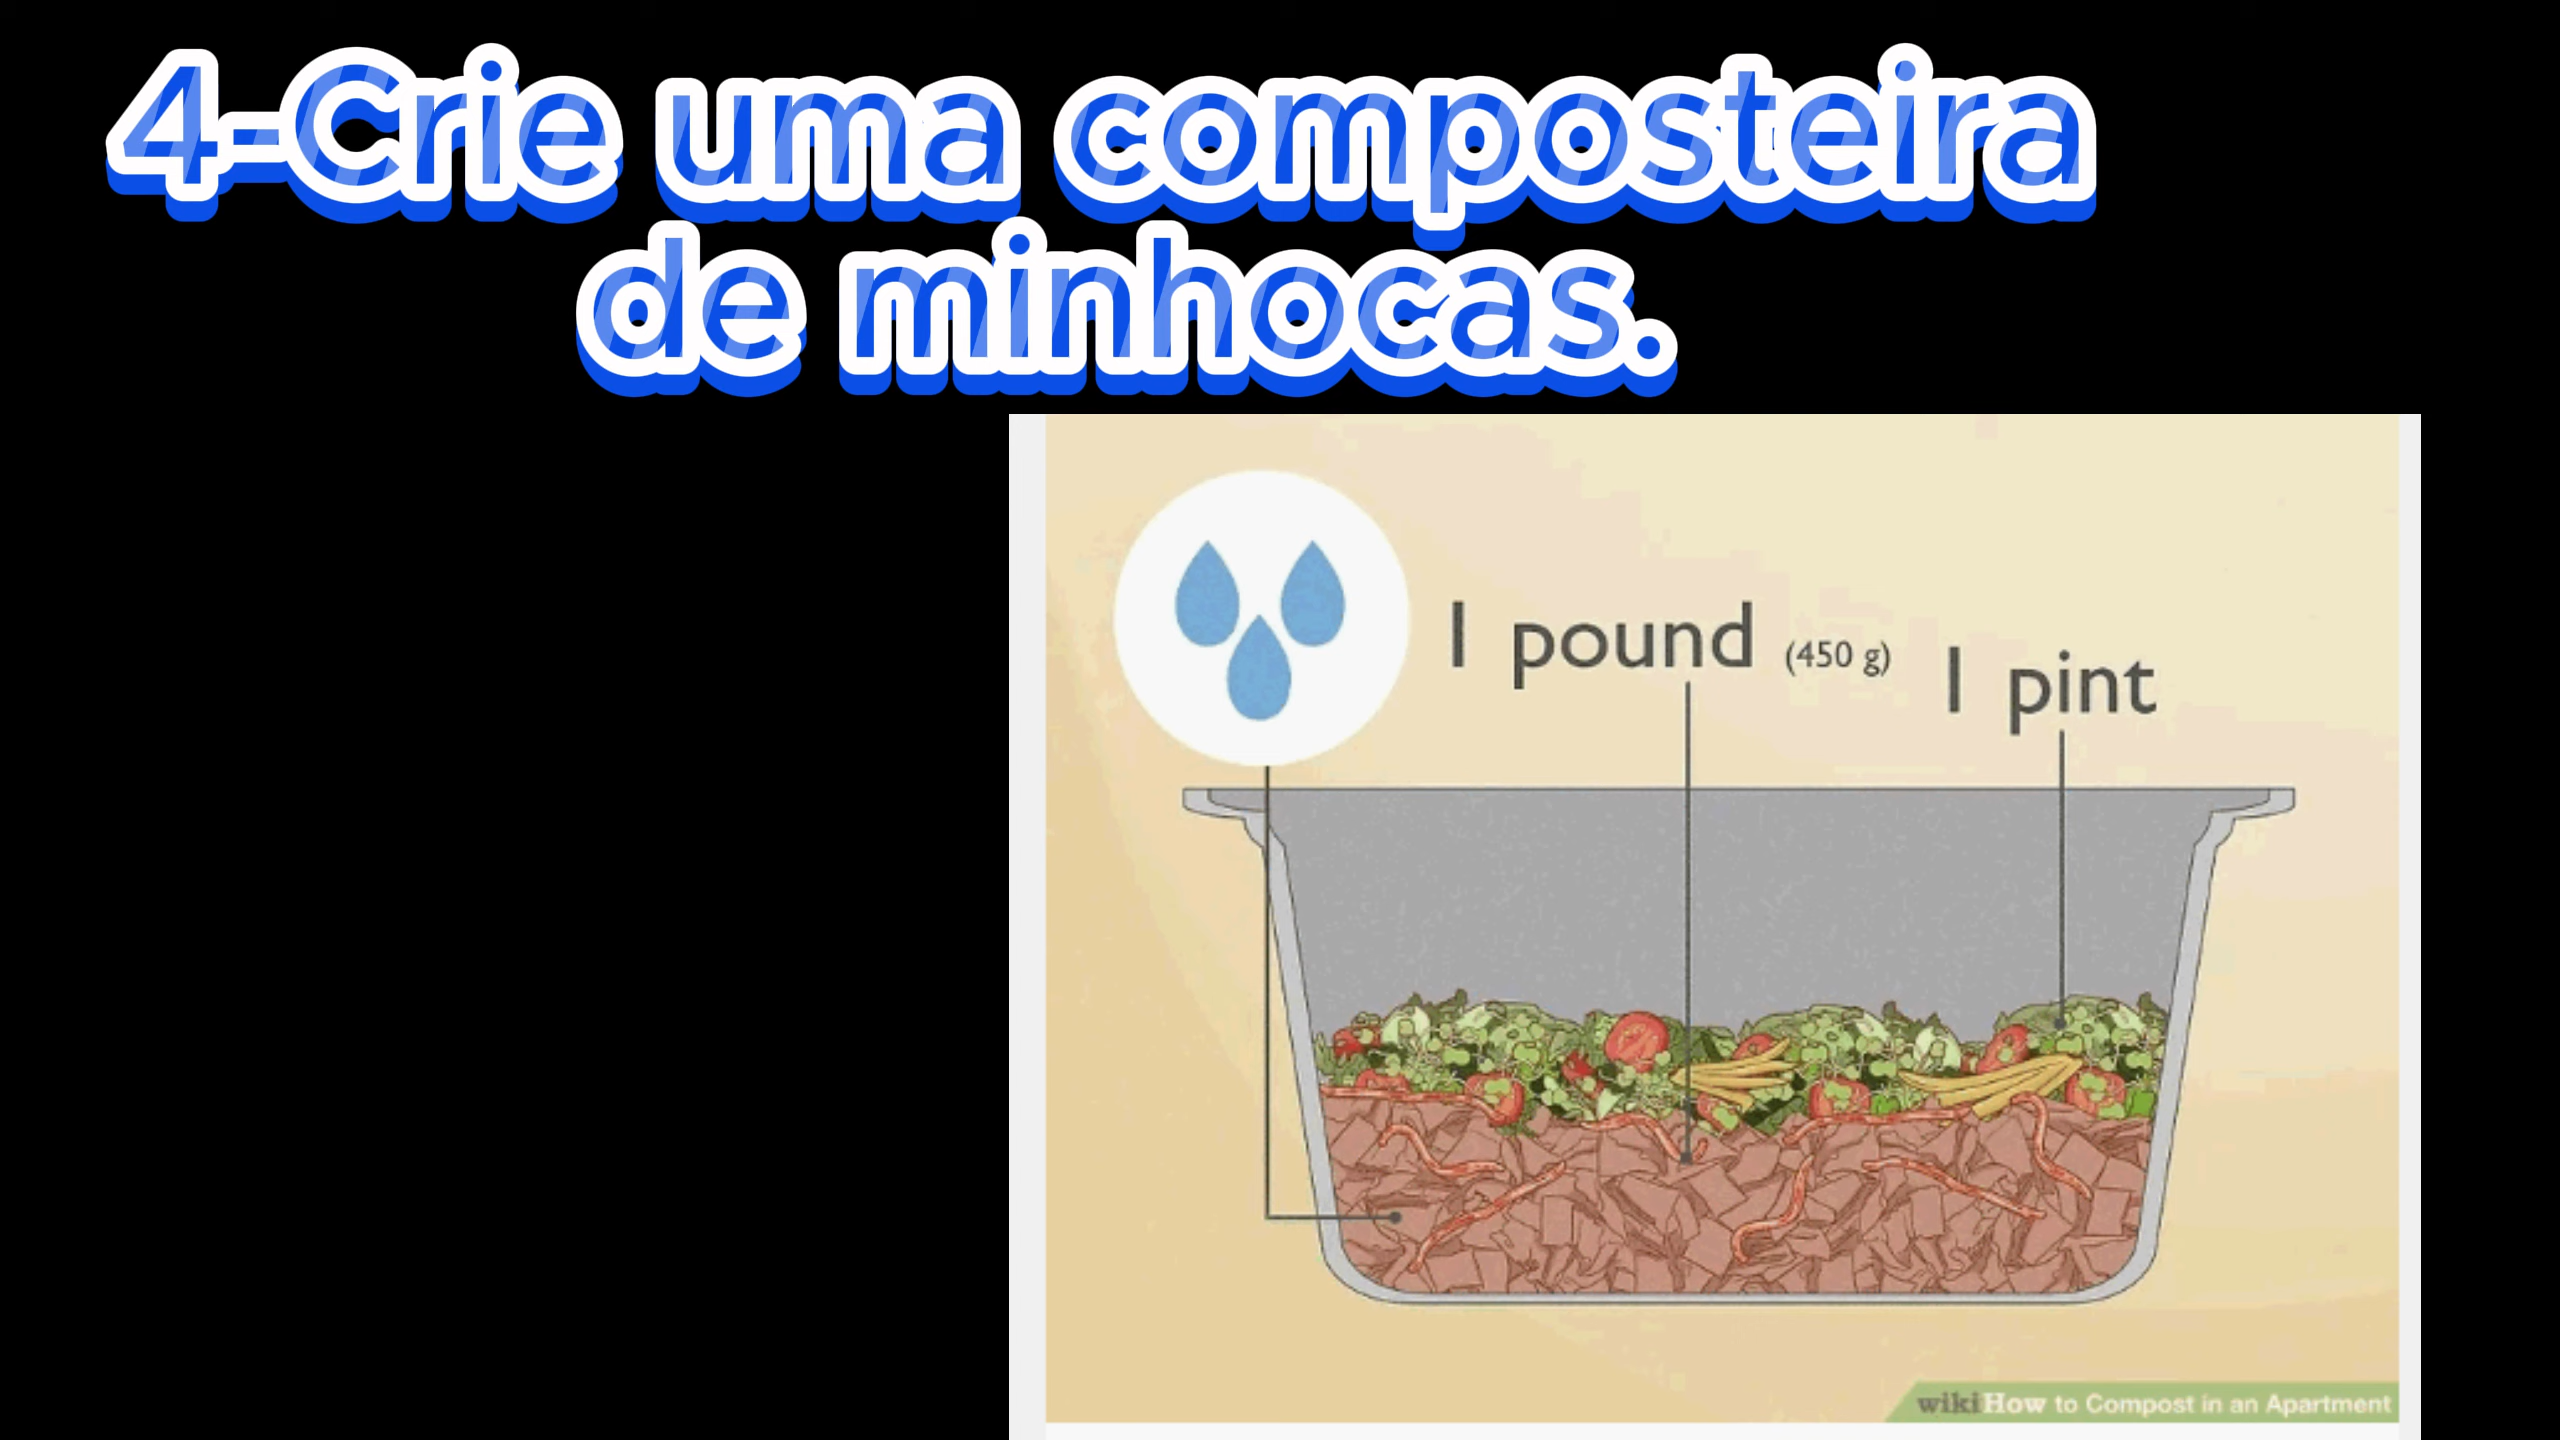 4-Crie uma composteira
de minhocas.
1 pound (450 g)
1 pint
wikiHow to Compost in an Apartment